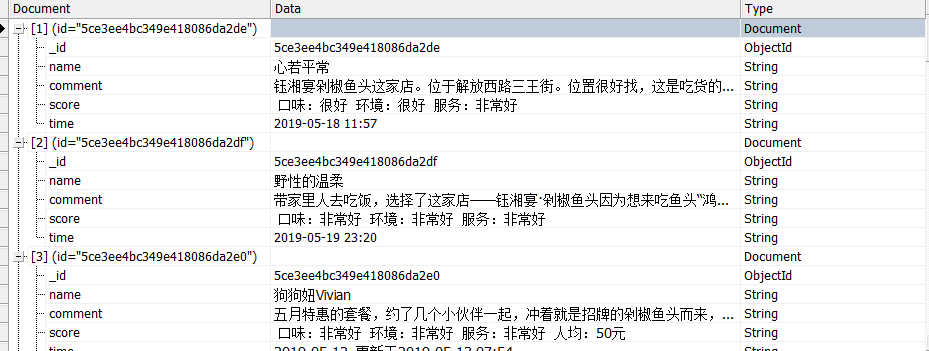 Document Data Type
[1] (id="5ce3ee4bc349e418086da2de") Document
_id 5ce3ee4bc349e418086da2de ObjectId
name 心若平常 String
comment 钰湘宴剁椒鱼头这家店。位于解放西路三王街。位置很好找，这是吃货的... String
score 口味：很好 环境：很好 服务：非常好 String
time 2019-05-18 11:57 String
[2] (id="5ce3ee4bc349e418086da2df") Document
_id 5ce3ee4bc349e418086da2df ObjectId
name 野性的温柔 String
comment 带家里人去吃饭，选择了这家店——钰湘宴·剁椒鱼头因为想来吃鱼头“鸿... String
score 口味：非常好 环境：非常好 服务：非常好 String
time 2019-05-19 23:20 String
[3] (id="5ce3ee4bc349e418086da2e0") Document
_id 5ce3ee4bc349e418086da2e0 ObjectId
name 狗狗妞Vivian String
comment 五月特惠的套餐，约了几个小伙伴一起，冲着就是招牌的剁椒鱼头而来，... String
score 口味：非常好 环境：非常好 服务：非常好 人均：50元 String
time 2019-05-12 更新于2019-05-13 07:54 String